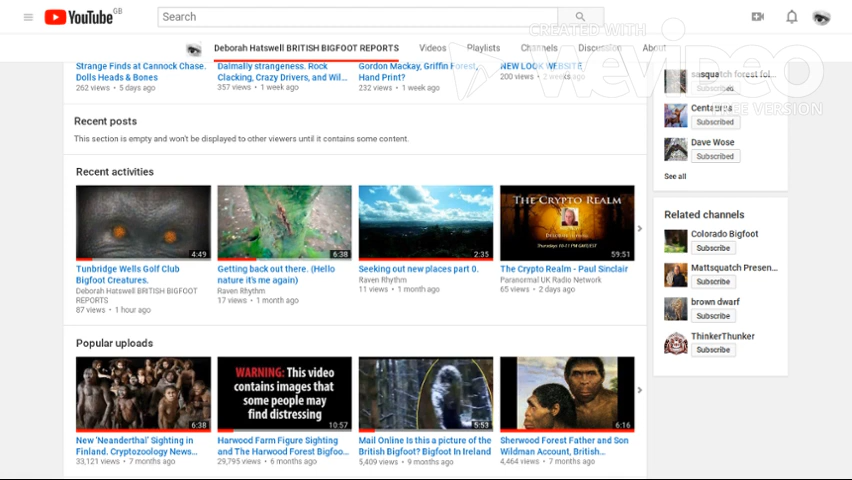 YouTube GB
Search
CREATED WITH
WeVideo
FREE VERSION
Deborah Hatswell BRITISH BIGFOOT REPORTS Videos Playlists Channels Discussion About
Strange Finds at Cannock Chase.
Dolls Heads & Bones
262 views • 5 days ago
Dalmally strangeness. Rock
Clacking, Crazy Drivers, and Wil...
357 views • 1 week ago
Gordon Mackay, Griffin Forest,
Hand Print?
232 views • 1 week ago
NEW LOOK WEBSITE
200 views • 2 weeks ago
Recent posts
This section is empty and won't be displayed to other viewers until it contains some content.
Recent activities
4:49
Tunbridge Wells Golf Club
Bigfoot Creatures.
Deborah Hatswell BRITISH BIGFOOT
REPORTS
87 views • 1 hour ago
6:38
Getting back out there. (Hello
nature it's me again)
Raven Rhythm
17 views • 1 month ago
2:35
Seeking out new places part 0.
Raven Rhythm
11 views • 1 month ago
THE CRYPTO REALM
59:51
The Crypto Realm - Paul Sinclair
Paranormal UK Radio Network
65 views • 2 days ago
Popular uploads
6:38
New 'Neanderthal' Sighting in
Finland. Cryptozoology News...
33,121 views • 7 months ago
WARNING: This video
contains images that
some people may
find distressing
10:57
Harwood Farm Figure Sighting
and The Harwood Forest Bigfoo...
29,795 views • 6 months ago
5:53
Mail Online Is this a picture of the
British Bigfoot? Bigfoot In Ireland
5,409 views • 9 months ago
6:16
Sherwood Forest Father and Son
Wildman Account, British...
4,464 views • 7 months ago
sasquatch forest fol...
Subscribed
Centaurus
Subscribed
Dave Wose
Subscribed
See all
Related channels
Colorado Bigfoot
Subscribe
Mattsquatch Presen...
Subscribe
brown dwarf
Subscribe
ThinkerThunker
Subscribe